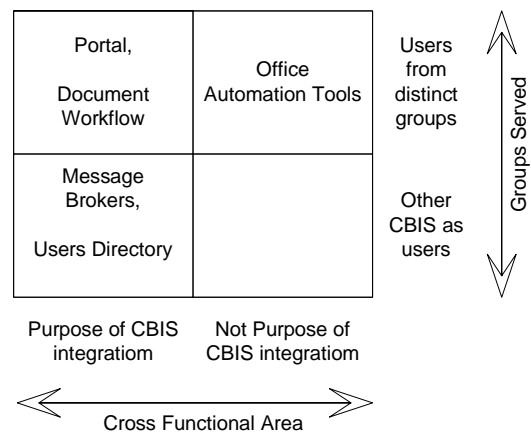 Portal,
Document
Workflow
Office
Automation Tools
Users
from
distinct
groups
Message
Brokers,
Users Directory
Other
CBIS as
users
Groups Served
Purpose of CBIS
integratiom
Not Purpose of
CBIS integratiom
Cross Functional Area